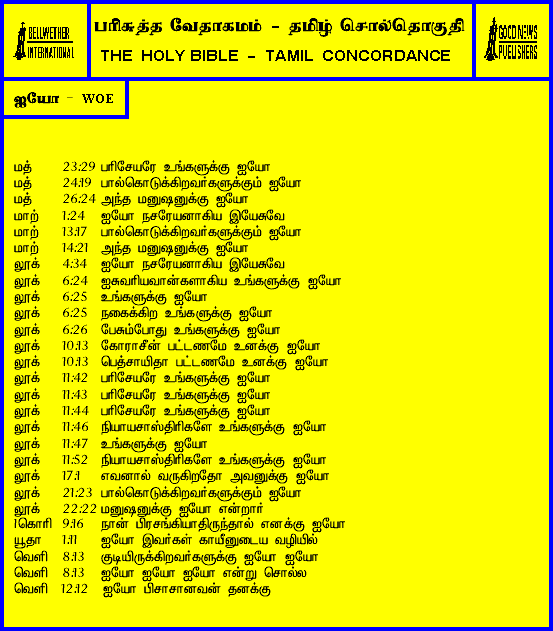 BELLWETHER
INTERNATIONAL
பரிசுத்த வேதாகமம் - தமிழ் சொல்தொகுதி
THE HOLY BIBLE - TAMIL CONCORDANCE
GOOD NEWS
PUBLISHERS
ஐயோ - WOE
மத் 23:29 பரிசேயரே உங்களுக்கு ஐயோ
மத் 24:19 பால்கொடுக்கிறவர்களுக்கும் ஐயோ
மத் 26:24 அந்த மனுஷனுக்கு ஐயோ
மாற் 1:24 ஐயோ நசரேயனாகிய இயேசுவே
மாற் 13:17 பால்கொடுக்கிறவர்களுக்கும் ஐயோ
மாற் 14:21 அந்த மனுஷனுக்கு ஐயோ
லூக் 4:34 ஐயோ நசரேயனாகிய இயேசுவே
லூக் 6:24 ஐசுவரியவான்களாகிய உங்களுக்கு ஐயோ
லூக் 6:25 உங்களுக்கு ஐயோ
லூக் 6:25 நகைக்கிற உங்களுக்கு ஐயோ
லூக் 6:26 பேசும்போது உங்களுக்கு ஐயோ
லூக் 10:13 கோராசீன் பட்டணமே உனக்கு ஐயோ
லூக் 10:13 பெத்சாயிதா பட்டணமே உனக்கு ஐயோ
லூக் 11:42 பரிசேயரே உங்களுக்கு ஐயோ
லூக் 11:43 பரிசேயரே உங்களுக்கு ஐயோ
லூக் 11:44 பரிசேயரே உங்களுக்கு ஐயோ
லூக் 11:46 நியாயசாஸ்திரிகளே உங்களுக்கு ஐயோ
லூக் 11:47 உங்களுக்கு ஐயோ
லூக் 11:52 நியாயசாஸ்திரிகளே உங்களுக்கு ஐயோ
லூக் 17:1 எவனால் வருகிறதோ அவனுக்கு ஐயோ
லூக் 21:23 பால்கொடுக்கிறவர்களுக்கும் ஐயோ
லூக் 22:22 மனுஷனுக்கு ஐயோ என்றார்
1கொரி 9:16 நான் பிரசங்கியாதிருந்தால் எனக்கு ஐயோ
யூதா 1:11 ஐயோ இவர்கள் காயீனுடைய வழியில்
வெளி 8:13 குடியிருக்கிறவர்களுக்கு ஐயோ ஐயோ
வெளி 8:13 ஐயோ ஐயோ ஐயோ என்று சொல்ல
வெளி 12:12 ஐயோ பிசாசானவன் தனக்கு